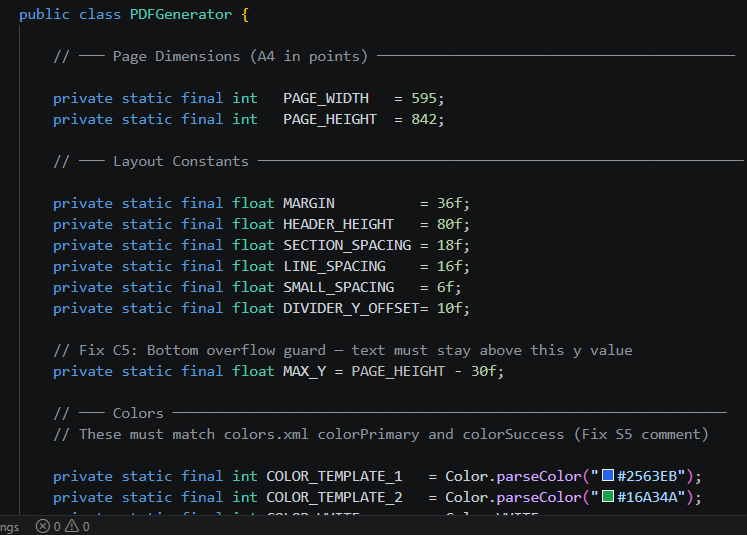 public class PDFGenerator {
// ─── Page Dimensions (A4 in points) ──────────────────────────────────────────
private static final int   PAGE_WIDTH   = 595;
private static final int   PAGE_HEIGHT  = 842;
// ─── Layout Constants ─────────────────────────────────────────────────────────
private static final float MARGIN          = 36f;
private static final float HEADER_HEIGHT   = 80f;
private static final float SECTION_SPACING = 18f;
private static final float LINE_SPACING    = 16f;
private static final float SMALL_SPACING   = 6f;
private static final float DIVIDER_Y_OFFSET= 10f;
// Fix C5: Bottom overflow guard — text must stay above this y value
private static final float MAX_Y = PAGE_HEIGHT - 30f;
// ─── Colors ─────────────────────────────────────────────────────────────────
// These must match colors.xml colorPrimary and colorSuccess (Fix S5 comment)
private static final int COLOR_TEMPLATE_1   = Color.parseColor("#2563EB");
private static final int COLOR_TEMPLATE_2   = Color.parseColor("#16A34A");
ngs 0 0